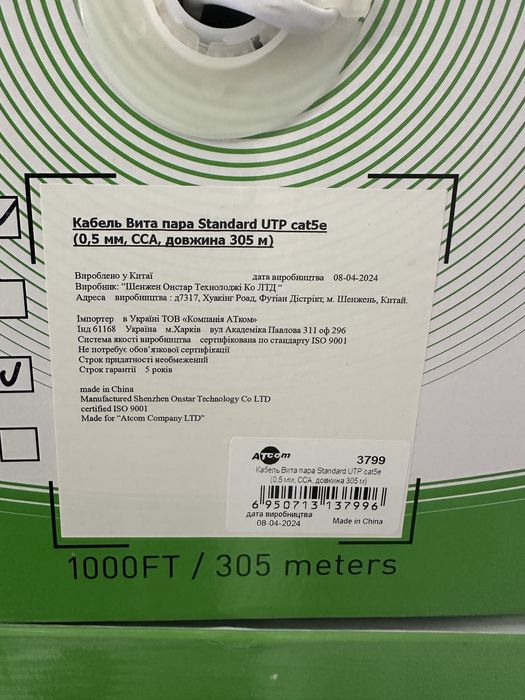 Кабель Вита пара Standard UTP cat5e
(0,5 мм, CCA, довжина 305 м)
Вироблено у Китаї дата виробництва 08-04-2024
Виробник: "Шенжен Онстар Технолоджі Ко ЛТД "
Адреса виробництва : д7317, Хуакінг Роад, Футіан Дістрікт, м. Шенжень, Китай.
Імпортер в Україні ТОВ «Компанія АТком»
Інд 61168 Україна м.Харків вул Академіка Павлова 311 оф 296
Система якості виробництва сертифікована по стандарту ISO 9001
Не потребує обов'язкової сертифікації
Строк придатності необмежений
Строк гарантії 5 років
made in China
Manufactured Shenzhen Onstar Technology Co LTD
certified ISO 9001
Made for "Atcom Company LTD"
Atcom 3799
Кабель Вита пара Standard UTP cat5e
(0,5 мм, CCA, довжина 305 м)
6 950713 137996
дата виробництва
08-04-2024 Made in China
1000FT / 305 meters